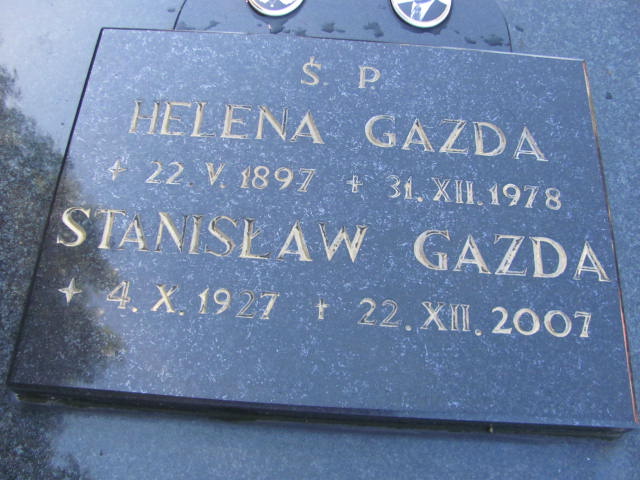 Ś. P.
HELENA GAZDA
✦ 22. V. 1897 + 31. XII. 1978
STANISŁAW GAZDA
✦ 4. X. 1927 + 22. XII. 2007